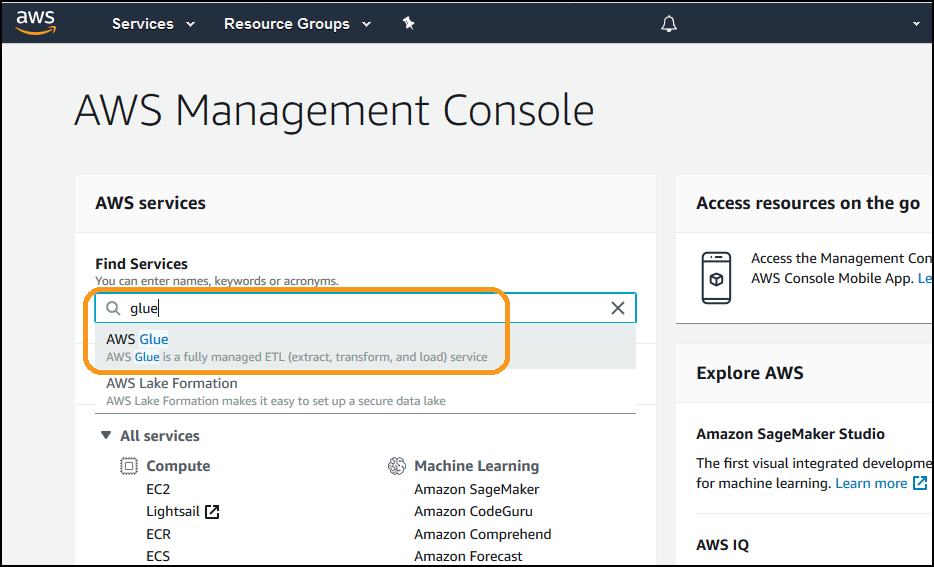 aws
Services
Resource Groups
AWS Management Console
AWS services
Find Services
You can enter names, keywords or acronyms.
glue
AWS Glue
AWS Glue is a fully managed ETL (extract, transform, and load) service
AWS Lake Formation
AWS Lake Formation makes it easy to set up a secure data lake
All services
Compute
EC2
Lightsail
ECR
ECS
Machine Learning
Amazon SageMaker
Amazon CodeGuru
Amazon Comprehend
Amazon Forecast
Access resources on the go
Access the Management Con
AWS Console Mobile App. Le
Explore AWS
Amazon SageMaker Studio
The first visual integrated developme
for machine learning. Learn more
AWS IQ